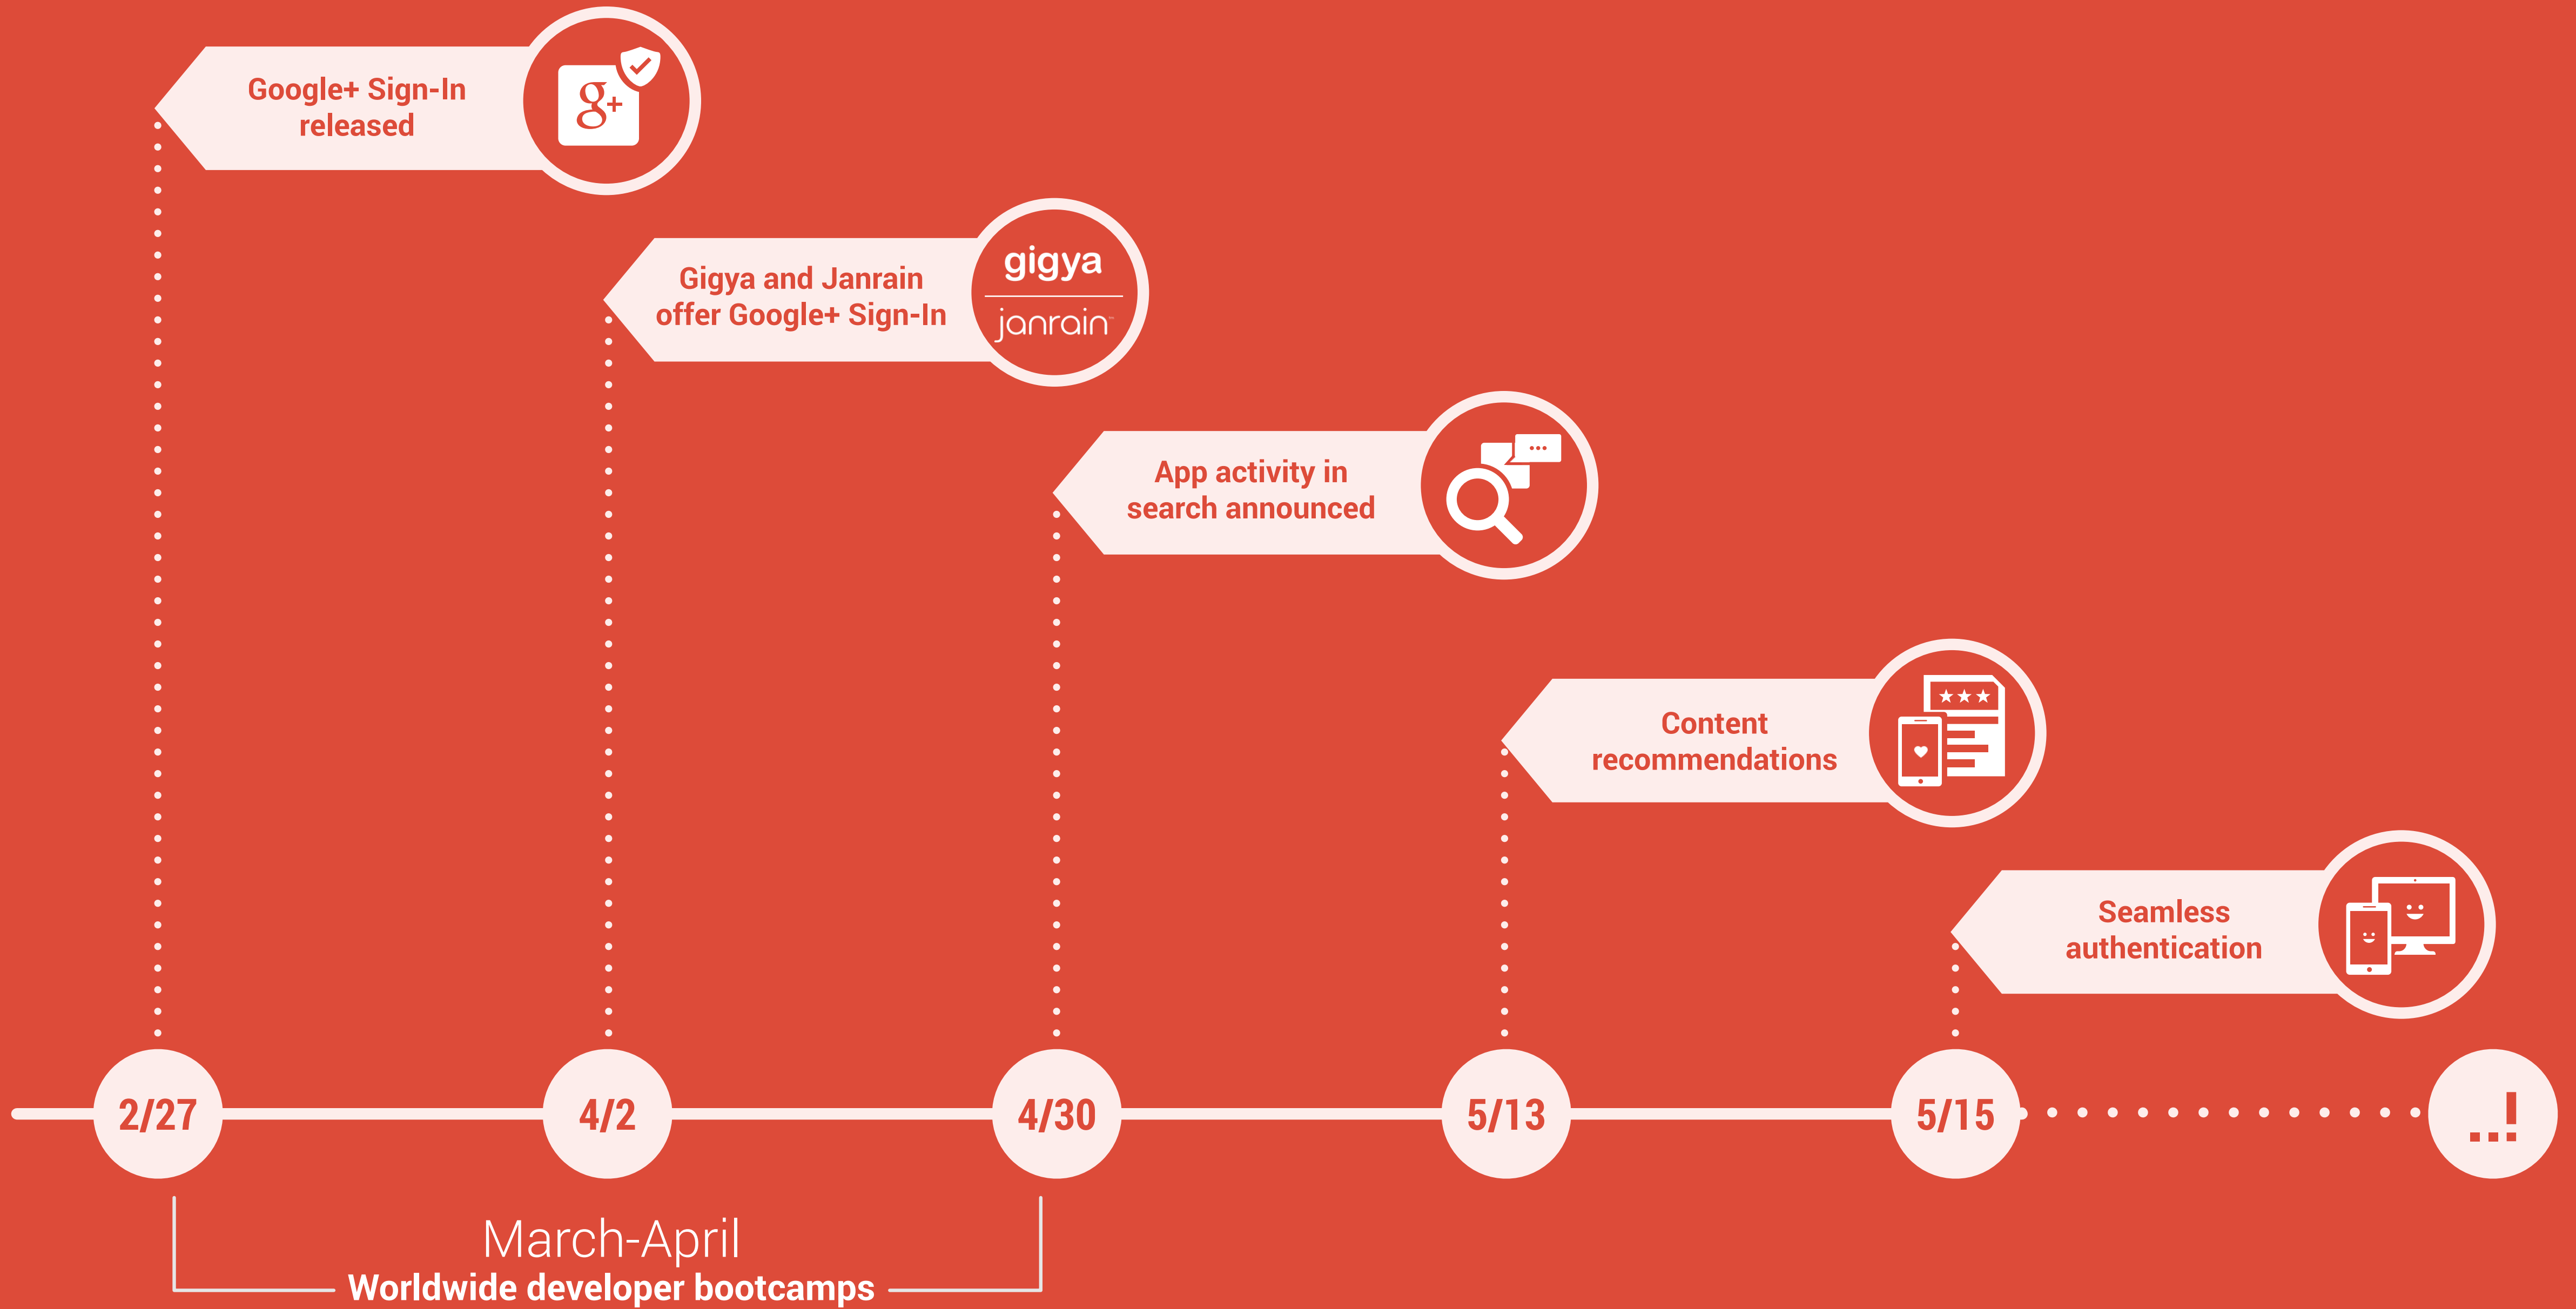 Google+ Sign-In
released
g+
Gigya and Janrain
offer Google+ Sign-In
gigya
janrain™
App activity in
search announced
Content
recommendations
Seamless
authentication
2/27
4/2
4/30
5/13
5/15
..!
March-April
Worldwide developer bootcamps